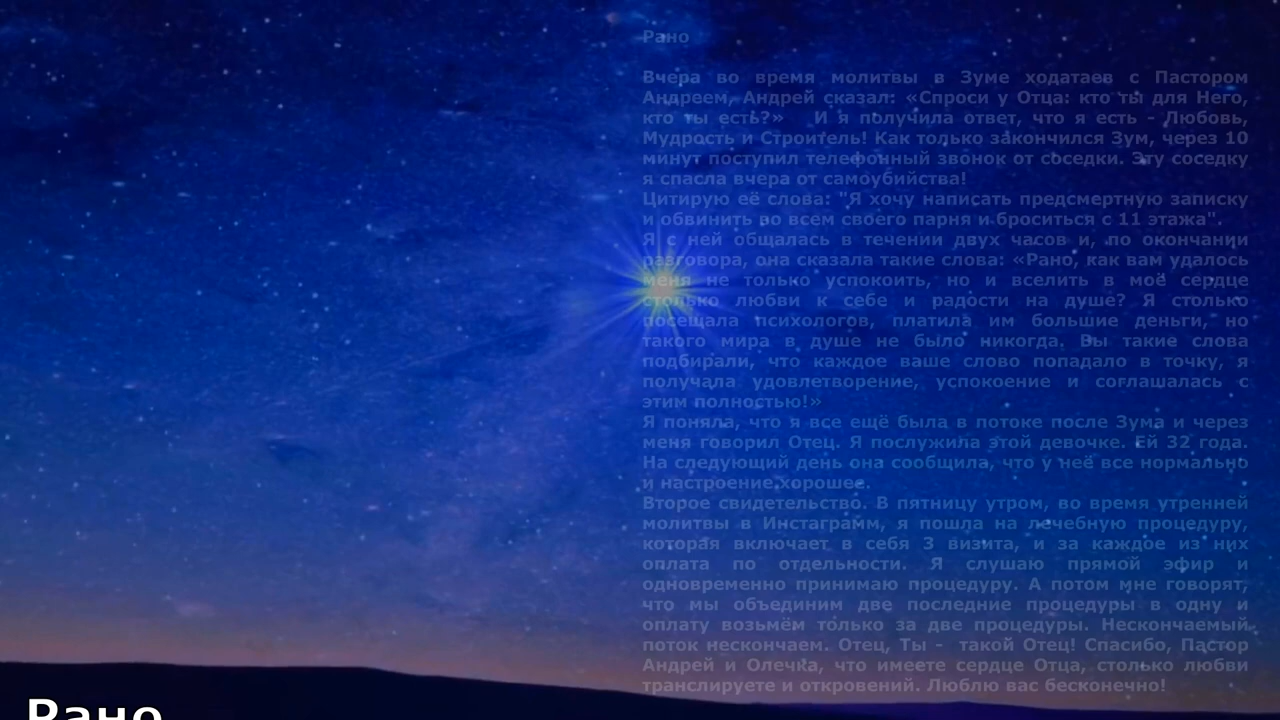 Рано
Вчера во время молитвы в Зуме ходатаев с Пастором
Андреем, Андрей сказал: «Спроси у Отца: кто ты для Него,
кто ты есть?» И я получила ответ, что я есть - Любовь,
Мудрость и Строитель! Как только закончился Зум, через 10
минут поступил телефонный звонок от соседки. Эту соседку
я спасла вчера от самоубийства!
Цитирую её слова: "Я хочу написать предсмертную записку
и обвинить во всем своего парня и броситься с 11 этажа".
Я с ней общалась в течении двух часов и, по окончании
разговора, она сказала такие слова: «Рано, как вам удалось
меня не только успокоить, но и вселить в моё сердце
столько любви к себе и радости на душе? Я столько
посещала психологов, платила им большие деньги, но
такого мира в душе не было никогда. Вы такие слова
подбирали, что каждое ваше слово попадало в точку, я
получала удовлетворение, успокоение и соглашалась с
этим полностью!»
Я поняла, что я все ещё была в потоке после Зума и через
меня говорил Отец. Я послужила этой девочке. Ей 32 года.
На следующий день она сообщила, что у неё все нормально
и настроение хорошее.
Второе свидетельство. В пятницу утром, во время утренней
молитвы в Инстаграмм, я пошла на лечебную процедуру,
которая включает в себя 3 визита, и за каждое из них
оплата по отдельности. Я слушаю прямой эфир и
одновременно принимаю процедуру. А потом мне говорят,
что мы объединим две последние процедуры в одну и
оплату возьмём только за две процедуры. Нескончаемый
поток нескончаем. Отец, Ты - такой Отец! Спасибо, Пастор
Андрей и Олечка, что имеете сердце Отца, столько любви
транслируете и откровений. Люблю вас бесконечно!
Рано